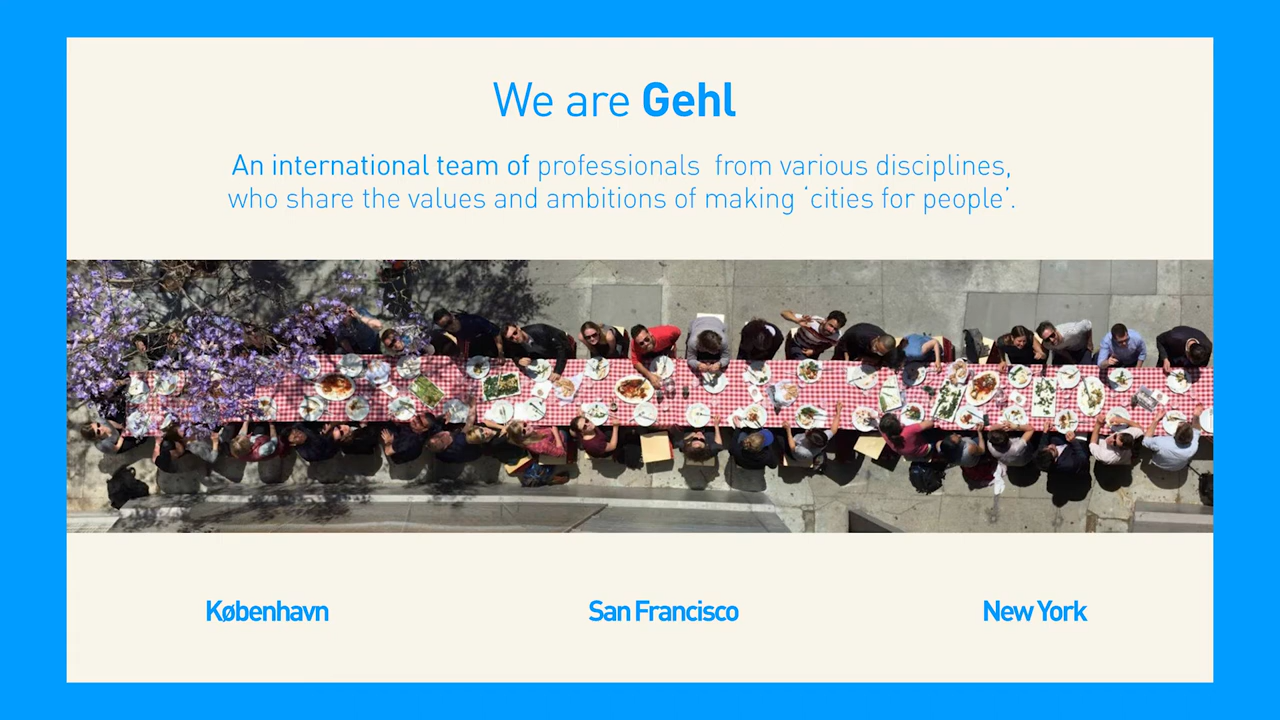 We are Gehl
An international team of professionals  from various disciplines,
who share the values and ambitions of making ‘cities for people’.
København
San Francisco
New York